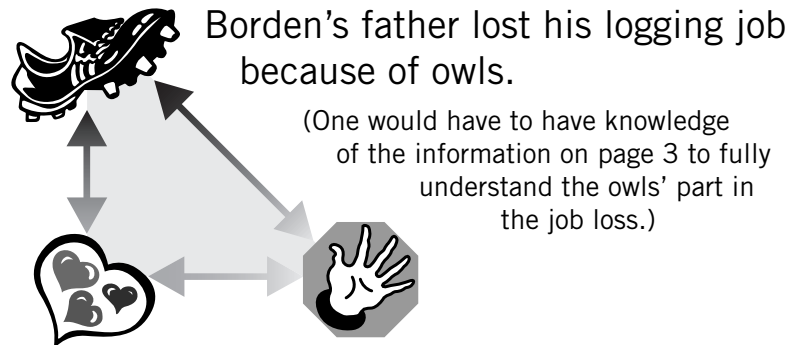 Borden’s father lost his logging job
because of owls.
(One would have to have knowledge
of the information on page 3 to fully
understand the owls’ part in
the job loss.)